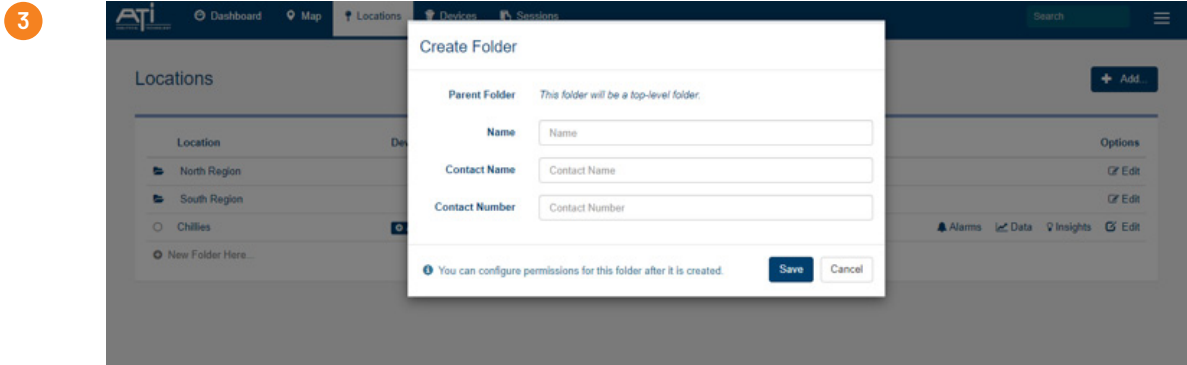 3
ATi
Dashboard Map Locations Devices Sessions Search
Create Folder
Locations
Add...
Parent Folder This folder will be a top-level folder.
Name Name
Location Dev Options
Contact Name Contact Name
North Region Edit
South Region Edit
Contact Number Contact Number
Chillies Alarms Data Insights Edit
New Folder Here...
You can configure permissions for this folder after it is created. Save Cancel